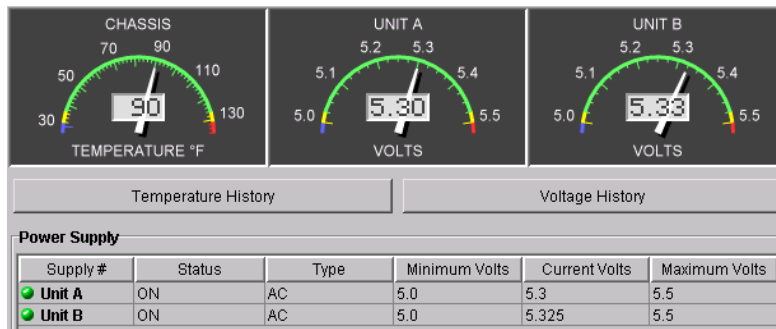 CHASSIS
70 90
50 110
30 90 130
TEMPERATURE °F
UNIT A
5.2 5.3
5.1 5.4
5.0 5.30 5.5
VOLTS
UNIT B
5.2 5.3
5.1 5.4
5.0 5.33 5.5
VOLTS
Temperature History Voltage History
Power Supply
Supply # Status Type Minimum Volts Current Volts Maximum Volts
Unit A ON AC 5.0 5.3 5.5
Unit B ON AC 5.0 5.325 5.5